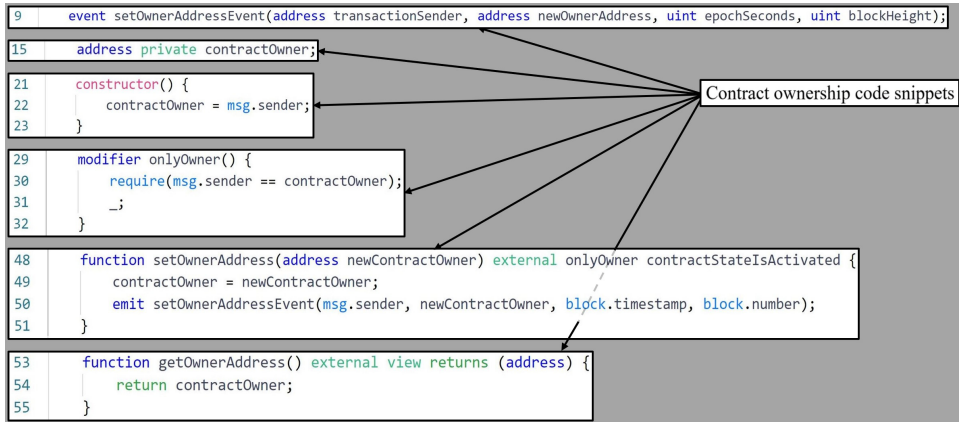 9 event setOwnerAddressEvent(address transactionSender, address newOwnerAddress, uint epochSeconds, uint blockHeight);
15 address private contractOwner;
21 constructor() {
22 contractOwner = msg.sender;
23 }
Contract ownership code snippets
29 modifier onlyOwner() {
30 require(msg.sender == contractOwner);
31 _;
32 }
48 function setOwnerAddress(address newContractOwner) external onlyOwner contractStateIsActivated {
49 contractOwner = newContractOwner;
50 emit setOwnerAddressEvent(msg.sender, newContractOwner, block.timestamp, block.number);
51 }
53 function getOwnerAddress() external view returns (address) {
54 return contractOwner;
55 }